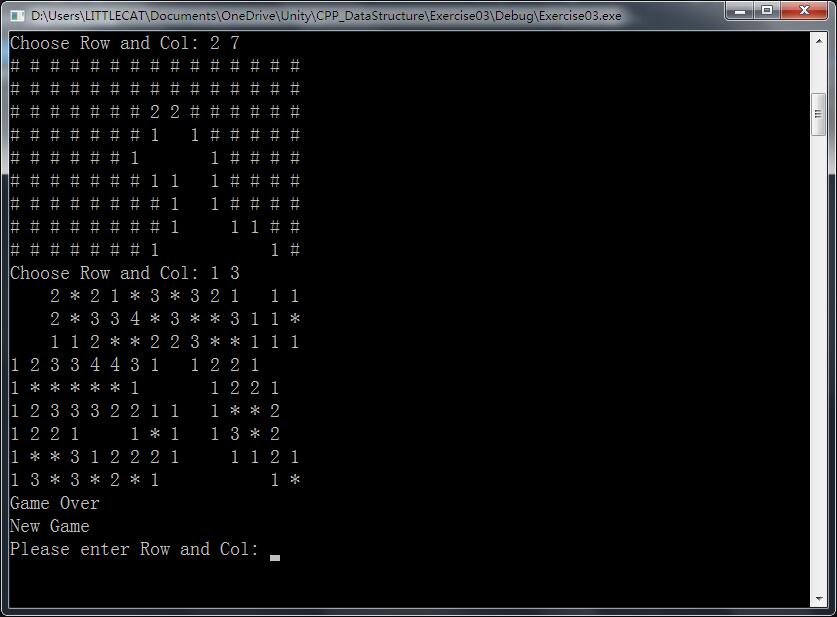 D:\Users\LITTLECAT\Documents\OneDrive\Unity\CPP_DataStructure\Exercise03\Debug\Exercise03.exe
Choose Row and Col: 2 7
# # # # # # # # # # # # # # #
# # # # # # # # # # # # # # #
# # # # # # # 2 2 # # # # # #
# # # # # # # 1   1 # # # # #
# # # # # # 1       1 # # # #
# # # # # # # 1 1   1 # # # #
# # # # # # # # 1   1 # # # #
# # # # # # # # 1     1 1 # #
# # # # # # # 1           1 #
Choose Row and Col: 1 3
    2 * 2 1 * 3 * 3 2 1   1 1
    2 * 3 3 4 * 3 * * 3 1 1 *
    1 1 2 * * 2 2 3 * * 1 1 1
1 2 3 3 4 4 3 1   1 2 2 1
1 * * * * * 1       1 2 2 1
1 2 3 3 3 2 2 1 1   1 * * 2
1 2 2 1     1 * 1   1 3 * 2
1 * * 3 1 2 2 2 1     1 1 2 1
1 3 * 3 * 2 * 1           1 *
Game Over
New Game
Please enter Row and Col: